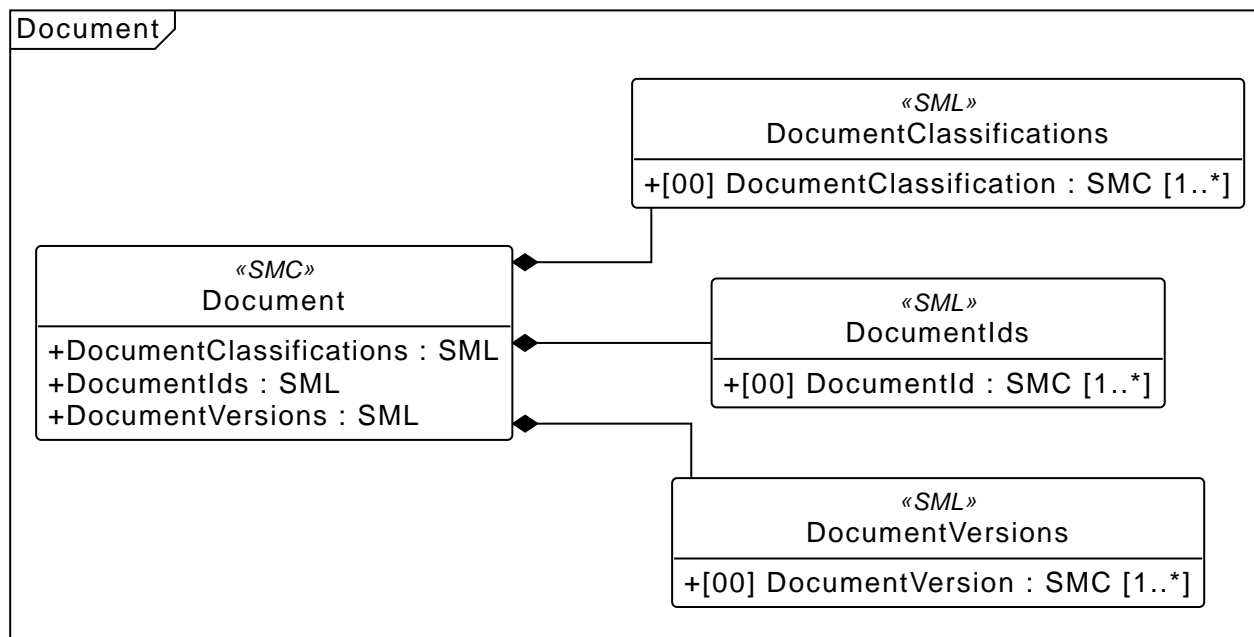 Document
«SML»
DocumentClassifications
+[00] DocumentClassification : SMC [1..*]
«SMC»
Document
+DocumentClassifications : SML
+DocumentIds : SML
+DocumentVersions : SML
«SML»
DocumentIds
+[00] DocumentId : SMC [1..*]
«SML»
DocumentVersions
+[00] DocumentVersion : SMC [1..*]